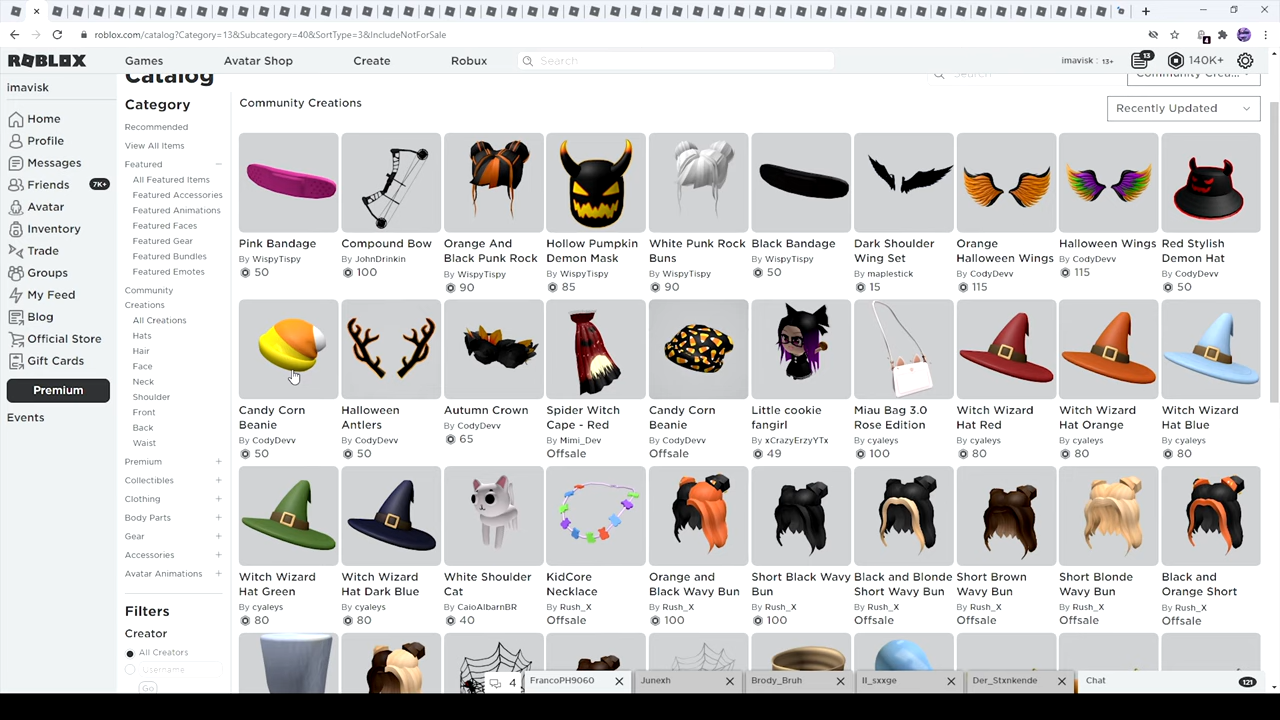 roblox.com/catalog?Category=13&Subcategory=40&SortType=3&IncludeNotForSale
4
ROBLOX
Games
Avatar Shop
Create
Robux
Search
imavisk : 13+
13
140K+
imavisk
Home
Profile
Messages
Friends
7K+
Avatar
Inventory
Trade
Groups
My Feed
Blog
Official Store
Gift Cards
Premium
Events
Catalog
Search
Community Crea...
Category
Recommended
View All Items
Featured
All Featured Items
Featured Accessories
Featured Animations
Featured Faces
Featured Gear
Featured Bundles
Featured Emotes
Community
Creations
All Creations
Hats
Hair
Face
Neck
Shoulder
Front
Back
Waist
Premium +
Collectibles +
Clothing +
Body Parts +
Gear +
Accessories +
Avatar Animations +
Filters
Creator
All Creators
Username
Go
Community Creations
Recently Updated
Pink Bandage
By WispyTispy
50
Compound Bow
By JohnDrinkin
100
Orange And
Black Punk Rock
By WispyTispy
90
Hollow Pumpkin
Demon Mask
By WispyTispy
85
White Punk Rock
Buns
By WispyTispy
90
Black Bandage
By WispyTispy
50
Dark Shoulder
Wing Set
By maplestick
15
Orange
Halloween Wings
By CodyDevv
115
Halloween Wings
By CodyDevv
115
Red Stylish
Demon Hat
By CodyDevv
50
Candy Corn
Beanie
By CodyDevv
50
Halloween
Antlers
By CodyDevv
50
Autumn Crown
By CodyDevv
65
Spider Witch
Cape - Red
By Mimi_Dev
Offsale
Candy Corn
Beanie
By CodyDevv
Offsale
Little cookie
fangirl
By xCrazyErzyYTx
49
Miau Bag 3.0
Rose Edition
By cyaleys
100
Witch Wizard
Hat Red
By cyaleys
80
Witch Wizard
Hat Orange
By cyaleys
80
Witch Wizard
Hat Blue
By cyaleys
80
Witch Wizard
Hat Green
By cyaleys
80
Witch Wizard
Hat Dark Blue
By cyaleys
80
White Shoulder
Cat
By CaioAlbarnBR
40
KidCore
Necklace
By Rush_X
Offsale
Orange and
Black Wavy Bun
By Rush_X
100
Short Black Wavy
Bun
By Rush_X
100
Black and Blonde
Short Wavy Bun
By Rush_X
Offsale
Short Brown
Wavy Bun
By Rush_X
Offsale
Short Blonde
Wavy Bun
By Rush_X
Offsale
Black and
Orange Short
By Rush_X
Offsale
4
FrancoPH9060
Junexh
Brody_Bruh
Der_Stxnkende
Chat
121